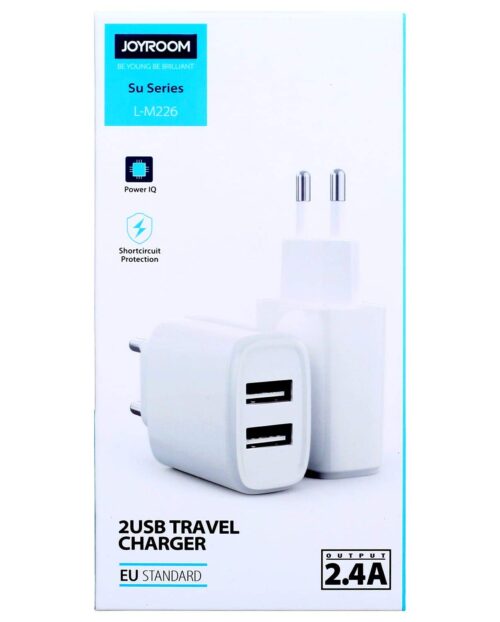 JOYROOM
BE YOUNG BE BRILLIANT
Su Series
L-M226
Power IQ
Shortcircuit
Protection
2USB TRAVEL
CHARGER
EU STANDARD
OUTPUT
2.4A